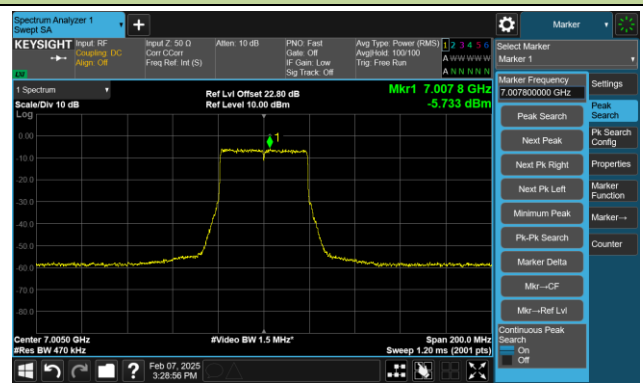 Spectrum Analyzer 1
Swept SA
+
Marker
KEYSIGHT
Input: RF
Coupling: DC
Align: Off
Input Z: 50 Ω
Corr CCorr
Freq Ref: Int (S)
Atten: 10 dB
PNO: Fast
Gate: Off
IF Gain: Low
Sig Track: Off
Avg Type: Power (RMS)
Avg|Hold: 100/100
Trig: Free Run
1 2 3 4 5 6
A W W W W W
A N N N N N
Select Marker
Marker 1
1 Spectrum
Scale/Div 10 dB
Log
Ref Lvl Offset 22.80 dB
Ref Level 10.00 dBm
Mkr1 7.007 8 GHz
-5.733 dBm
1
0.00
-10.0
-20.0
-30.0
-40.0
-50.0
-60.0
-70.0
-80.0
Center 7.0050 GHz
#Res BW 470 kHz
#Video BW 1.5 MHz*
Span 200.0 MHz
Sweep 1.20 ms (2001 pts)
Marker Frequency
7.007800000 GHz
Peak Search
Next Peak
Next Pk Right
Next Pk Left
Minimum Peak
Pk-Pk Search
Marker Delta
Mkr→CF
Mkr→Ref Lvl
Continuous Peak
Search
On
Off
Settings
Peak
Search
Pk Search
Config
Properties
Marker
Function
Marker→
Counter
?
Feb 07, 2025
3:28:56 PM